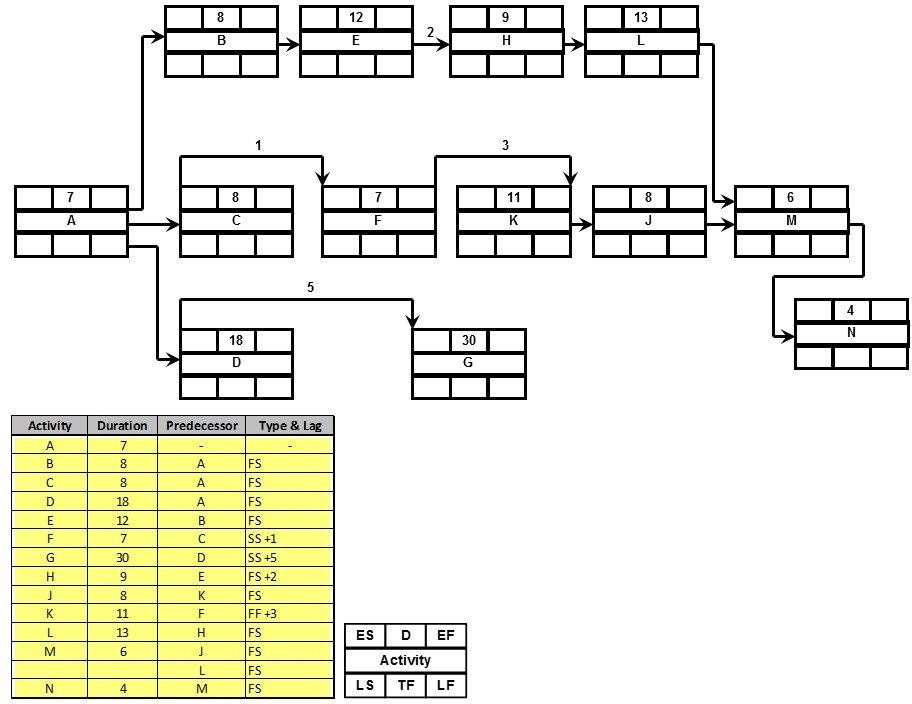 8 12 9 13
B E 2 H L
1 3
7 8 7 11 8 6
A C F K J M
5
4
N
18 30
D G
Activity Duration Predecessor Type & Lag
A 7 - -
B 8 A FS
C 8 A FS
D 18 A FS
E 12 B FS
F 7 C SS +1
G 30 D SS +5
H 9 E FS +2
J 8 K FS
K 11 F FF +3
L 13 H FS
M 6 J FS
L FS
N 4 M FS
ES D EF
Activity
LS TF LF